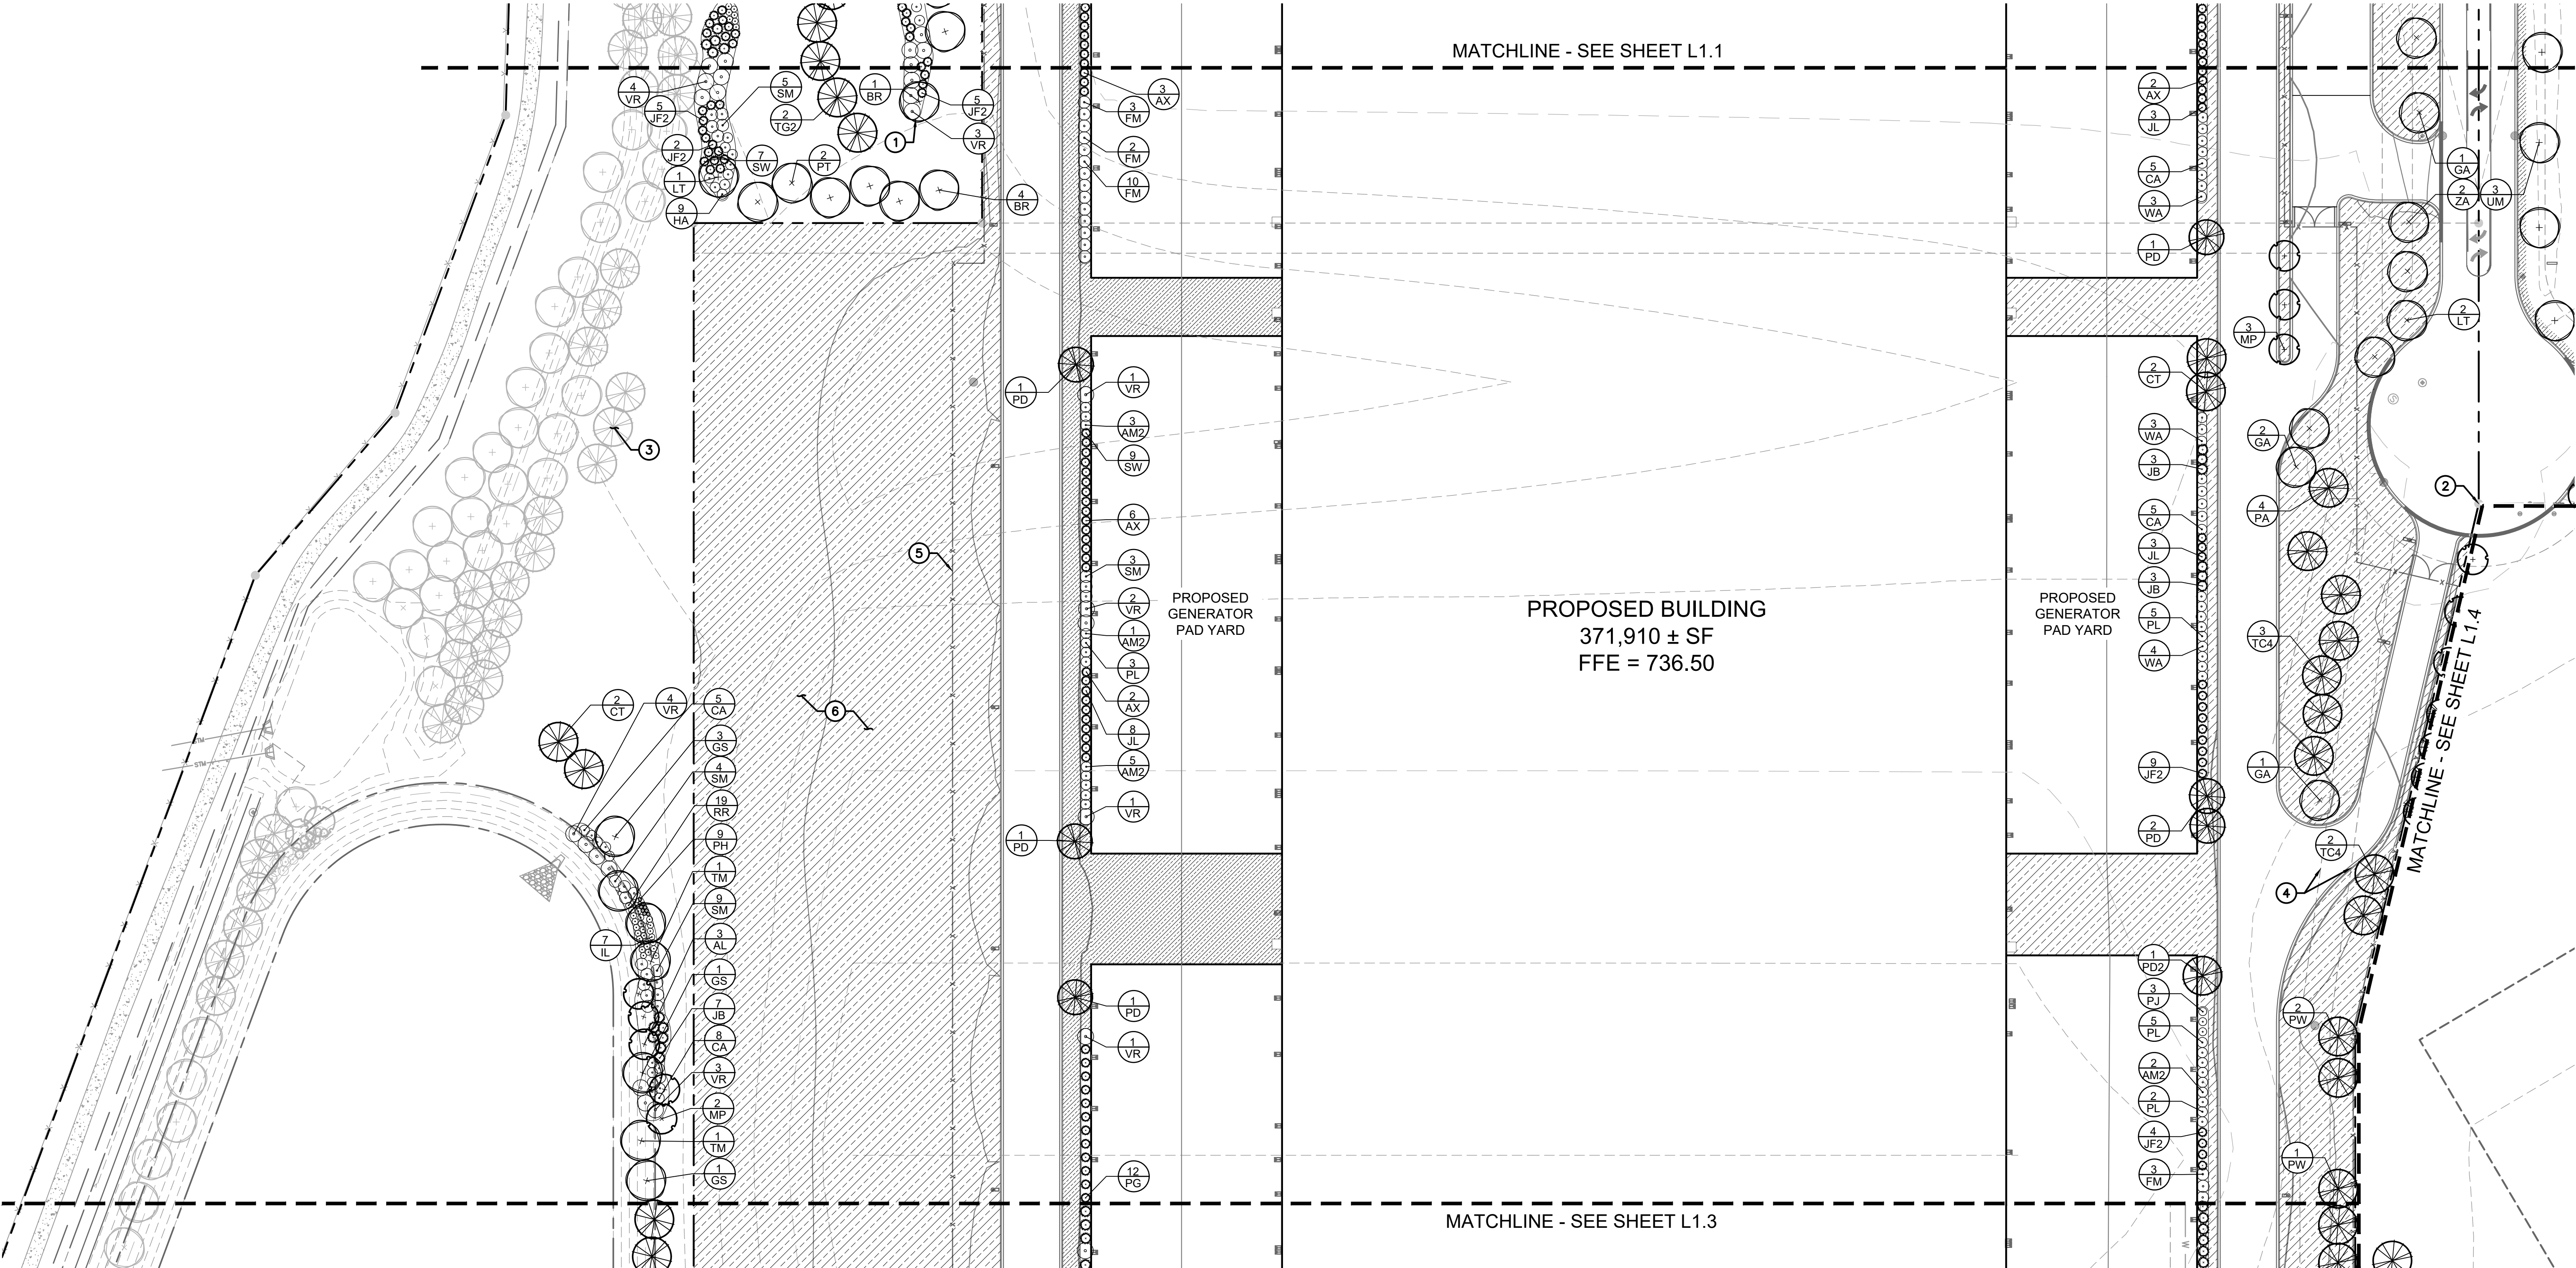 MATCHLINE - SEE SHEET L1.1
4
VR
5
JF2
5
SM
2
TG2
1
BR
5
JF2
3
VR
1
2
JF2
7
SW
2
PT
1
LT
9
HA
4
BR
3
AX
3
FM
2
FM
10
FM
2
AX
3
JL
5
CA
3
WA
1
PD
1
GA
2
ZA
3
UM
2
LT
3
MP
3
1
PD
1
VR
3
AM2
9
SW
6
AX
3
SM
2
VR
1
AM2
3
PL
2
AX
8
JL
5
AM2
1
VR
1
PD
5
6
PROPOSED
GENERATOR
PAD YARD
PROPOSED BUILDING
371,910 ± SF
FFE = 736.50
PROPOSED
GENERATOR
PAD YARD
2
CT
3
WA
3
JB
5
CA
3
JL
3
JB
5
PL
4
WA
9
JF2
2
PD
2
GA
4
PA
3
TC4
1
GA
2
TC4
2
4
MATCHLINE - SEE SHEET L1.4
STM
STM
2
CT
4
VR
5
CA
3
GS
4
SM
19
RR
9
PH
1
TM
9
SM
7
IL
3
AL
1
GS
7
JB
8
CA
3
VR
2
MP
1
TM
1
GS
1
PD
1
VR
12
PG
1
PD2
3
PJ
5
PL
2
AM2
2
PL
4
JF2
3
FM
2
PW
1
PW
MATCHLINE - SEE SHEET L1.3
W